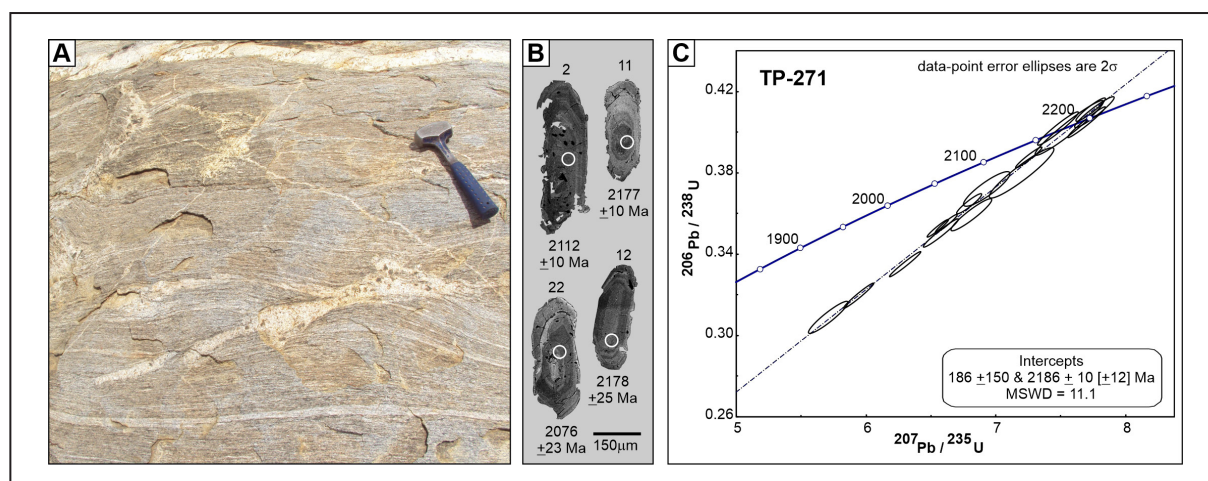 A
B
2
11
2177
±10 Ma
2112
±10 Ma
12
22
2178
±25 Ma
2076
±23 Ma
150μm
C
TP-271
data-point error ellipses are 2σ
0.42
0.38
0.34
0.30
0.26
2200
2100
2000
1900
206Pb / 238U
Intercepts
186 ±150 & 2186 ± 10 [±12] Ma
MSWD = 11.1
5
6
7
8
207Pb / 235U